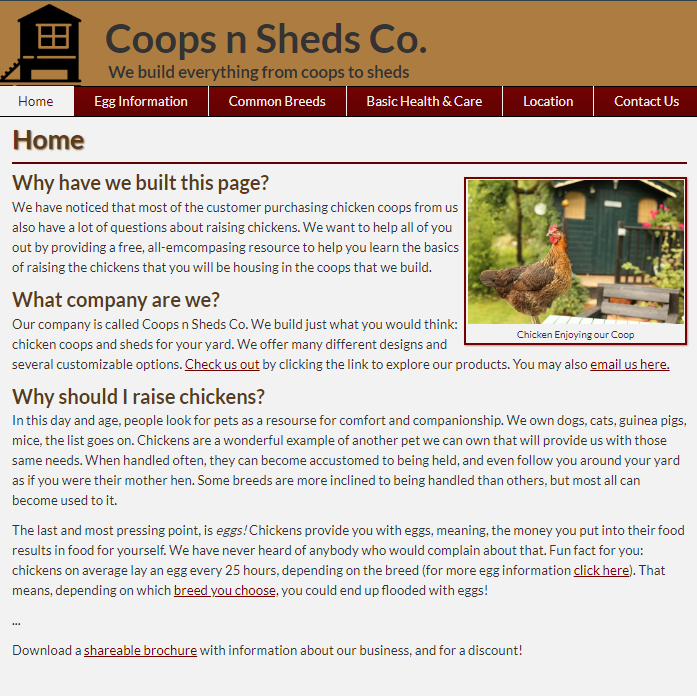 Coops n Sheds Co.
We build everything from coops to sheds
Home Egg Information Common Breeds Basic Health & Care Location Contact Us
Home
Why have we built this page?
We have noticed that most of the customer purchasing chicken coops from us
also have a lot of questions about raising chickens. We want to help all of you
out by providing a free, all-emcompasing resource to help you learn the basics
of raising the chickens that you will be housing in the coops that we build.
Chicken Enjoying our Coop
What company are we?
Our company is called Coops n Sheds Co. We build just what you would think:
chicken coops and sheds for your yard. We offer many different designs and
several customizable options. Check us out by clicking the link to explore our products. You may also email us here.
Why should I raise chickens?
In this day and age, people look for pets as a resourse for comfort and companionship. We own dogs, cats, guinea pigs,
mice, the list goes on. Chickens are a wonderful example of another pet we can own that will provide us with those
same needs. When handled often, they can become accustomed to being held, and even follow you around your yard
as if you were their mother hen. Some breeds are more inclined to being handled than others, but most all can
become used to it.
The last and most pressing point, is eggs! Chickens provide you with eggs, meaning, the money you put into their food
results in food for yourself. We have never heard of anybody who would complain about that. Fun fact for you:
chickens on average lay an egg every 25 hours, depending on the breed (for more egg information click here). That
means, depending on which breed you choose, you could end up flooded with eggs!
...
Download a shareable brochure with information about our business, and for a discount!